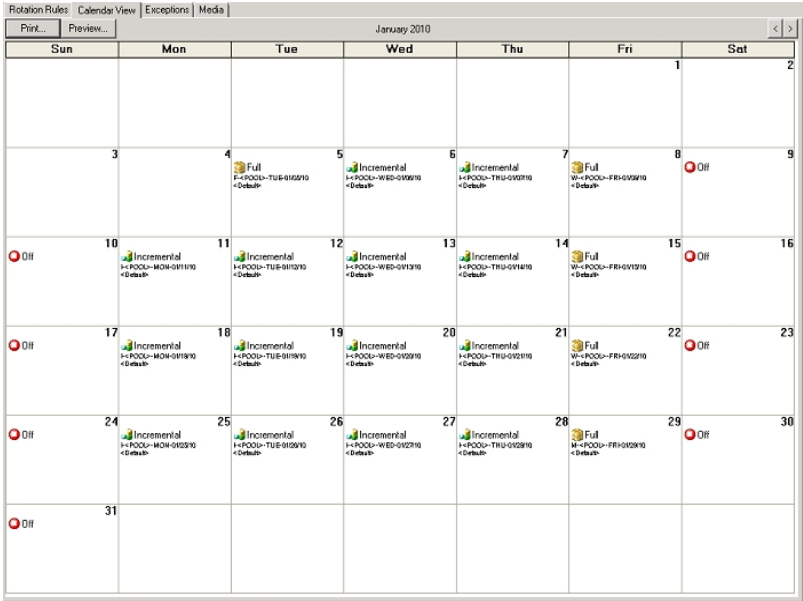 Rotation Rules
Calendar View
Exceptions
Media
Print...
Preview...
January 2010
< >
Sun
Mon
Tue
Wed
Thu
Fri
Sat
1
2
3
4
5
Full
F-<POOL>-TUE-01/05/10
<Default>
6
Incremental
I-<POOL>-WED-01/06/10
<Default>
7
Incremental
I-<POOL>-THU-01/07/10
<Default>
8
Full
W-<POOL>-FRI-01/08/10
<Default>
9
Off
10
Off
11
Incremental
I-<POOL>-MON-01/11/10
<Default>
12
Incremental
I-<POOL>-TUE-01/12/10
<Default>
13
Incremental
I-<POOL>-WED-01/13/10
<Default>
14
Incremental
I-<POOL>-THU-01/14/10
<Default>
15
Full
W-<POOL>-FRI-01/15/10
<Default>
16
Off
17
Off
18
Incremental
I-<POOL>-MON-01/18/10
<Default>
19
Incremental
I-<POOL>-TUE-01/19/10
<Default>
20
Incremental
I-<POOL>-WED-01/20/10
<Default>
21
Incremental
I-<POOL>-THU-01/21/10
<Default>
22
Full
W-<POOL>-FRI-01/22/10
<Default>
23
Off
24
Off
25
Incremental
I-<POOL>-MON-01/25/10
<Default>
26
Incremental
I-<POOL>-TUE-01/26/10
<Default>
27
Incremental
I-<POOL>-WED-01/27/10
<Default>
28
Incremental
I-<POOL>-THU-01/28/10
<Default>
29
Full
M-<POOL>-FRI-01/29/10
<Default>
30
Off
31
Off